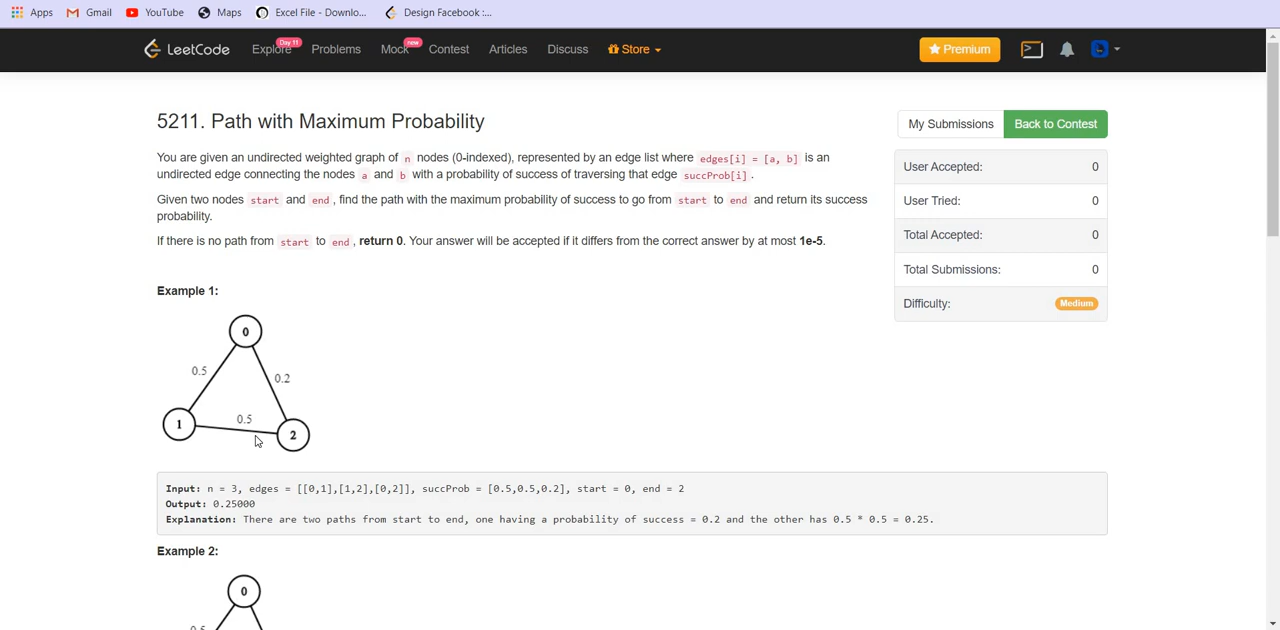 Apps Gmail YouTube Maps Excel File - Downlo... Design Facebook :...
LeetCode Explore Day 11 Problems Mock new Contest Articles Discuss Store Premium
5211. Path with Maximum Probability
My Submissions Back to Contest
You are given an undirected weighted graph of n nodes (0-indexed), represented by an edge list where edges[i] = [a, b] is an
undirected edge connecting the nodes a and b with a probability of success of traversing that edge succProb[i].
Given two nodes start and end, find the path with the maximum probability of success to go from start to end and return its success
probability.
If there is no path from start to end, return 0. Your answer will be accepted if it differs from the correct answer by at most 1e-5.
User Accepted: 0
User Tried: 0
Total Accepted: 0
Total Submissions: 0
Difficulty: Medium
Example 1:
0
0.5 0.2
0.5
1 2
Input: n = 3, edges = [[0,1],[1,2],[0,2]], succProb = [0.5,0.5,0.2], start = 0, end = 2
Output: 0.25000
Explanation: There are two paths from start to end, one having a probability of success = 0.2 and the other has 0.5 * 0.5 = 0.25.
Example 2:
0
0.5